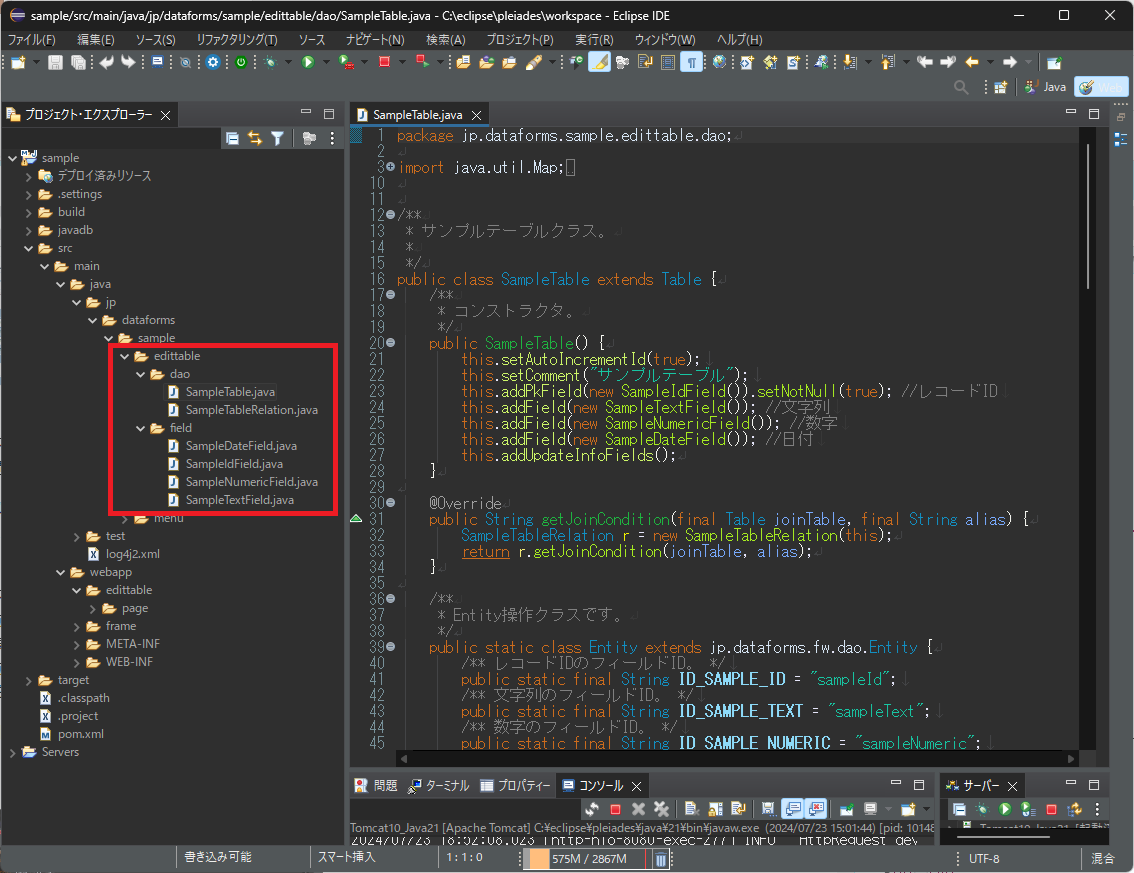 sample/src/main/java/jp/dataforms/sample/edittable/dao/SampleTable.java - C:\eclipse\pleiades\workspace - Eclipse IDE
ファイル(F) 編集(E) ソース(S) リファクタリング(T) ソース ナビゲート(N) 検索(A) プロジェクト(P) 実行(R) ウィンドウ(W) ヘルプ(H)
Java
プロジェクト・エクスプローラー
sample
デプロイ済みリソース
.settings
build
javadb
src
main
java
jp
dataforms
sample
edittable
dao
SampleTable.java
SampleTableRelation.java
field
SampleDateField.java
SampleIdField.java
SampleNumericField.java
SampleTextField.java
menu
test
log4j2.xml
webapp
edittable
page
frame
META-INF
WEB-INF
target
.classpath
.project
pom.xml
Servers
SampleTable.java
1 package jp.dataforms.sample.edittable.dao;
2
3 import java.util.Map;
10
11
12 /**
13 * サンプルテーブルクラス。
14 *
15 */
16 public class SampleTable extends Table {
17 /**
18 * コンストラクタ。
19 */
20 public SampleTable() {
21 this.setAutoIncrementId(true);
22 this.setComment("サンプルテーブル");
23 this.addPkField(new SampleIdField()).setNotNull(true); //レコードID
24 this.addField(new SampleTextField()); //文字列
25 this.addField(new SampleNumericField()); //数字
26 this.addField(new SampleDateField()); //日付
27 this.addUpdateInfoFields();
28 }
29
30 @Override
31 public String getJoinCondition(final Table joinTable, final String alias) {
32 SampleTableRelation r = new SampleTableRelation(this);
33 return r.getJoinCondition(joinTable, alias);
34 }
35
36 /**
37 * Entity操作クラスです。
38 */
39 public static class Entity extends jp.dataforms.fw.dao.Entity {
40 /** レコードIDのフィールドID。 */
41 public static final String ID_SAMPLE_ID = "sampleId";
42 /** 文字列のフィールドID。 */
43 public static final String ID_SAMPLE_TEXT = "sampleText";
44 /** 数字のフィールドID。 */
45 public static final String ID_SAMPLE_NUMERIC = "sampleNumeric";
問題 ターミナル プロパティー コンソール
Tomcat10_Java21 [Apache Tomcat] C:\eclipse\pleiades\java\21\bin\javaw.exe (2024/07/23 15:01:44) [pid: 10148
2024/07/23 18:52:08.023 [http-nio-8080-exec-277] INFO HttpRequest dev
サーバー
書き込み可能 スマート挿入 1 : 1 : 0 575M / 2867M UTF-8 混合